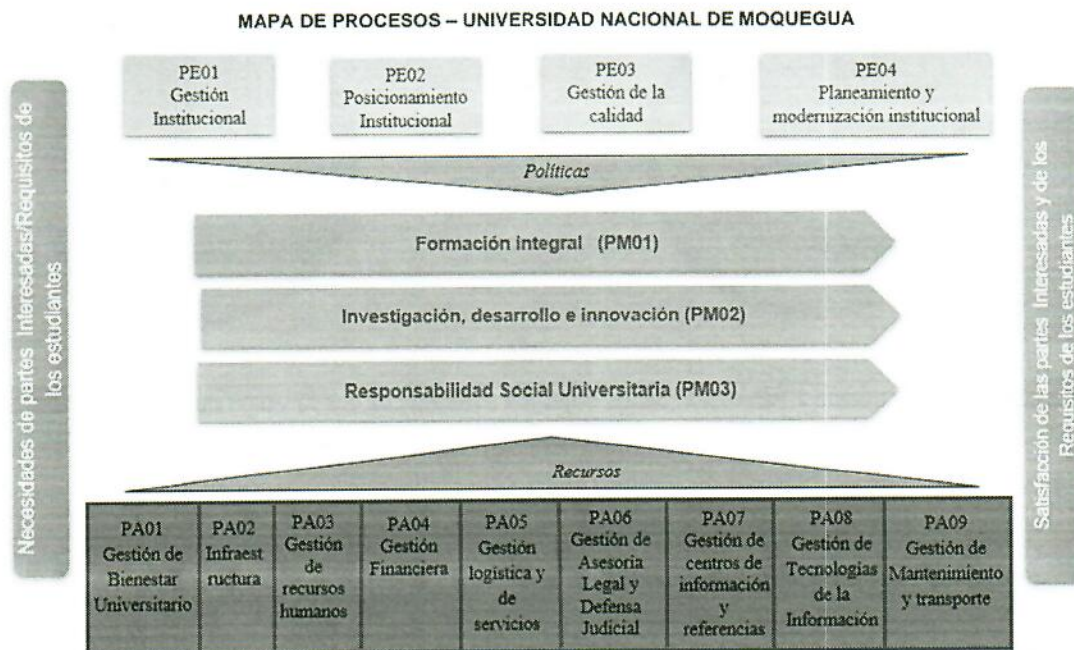 MAPA DE PROCESOS – UNIVERSIDAD NACIONAL DE MOQUEGUA
Necesidades de partes Interesadas/Requisitos de
los estudiantes
PE01
Gestión
Institucional
PE02
Posicionamiento
Institucional
PE03
Gestión de la
calidad
PE04
Planeamiento y
modernización institucional
Políticas
Formación integral (PM01)
Investigación, desarrollo e innovación (PM02)
Responsabilidad Social Universitaria (PM03)
Recursos
PA01
Gestión de
Bienestar
Universitario
PA02
Infraest
ructura
PA03
Gestión
de
recursos
humanos
PA04
Gestión
Financiera
PA05
Gestión
logística y
de
servicios
PA06
Gestión de
Asesoria
Legal y
Defensa
Judicial
PA07
Gestión de
centros de
información
y
referencias
PA08
Gestión de
Tecnologias
de la
Información
PA09
Gestión de
Mantenimiento
y transporte
Satisfacción de las partes Interesadas y de los
Requisitos de los estudiantes